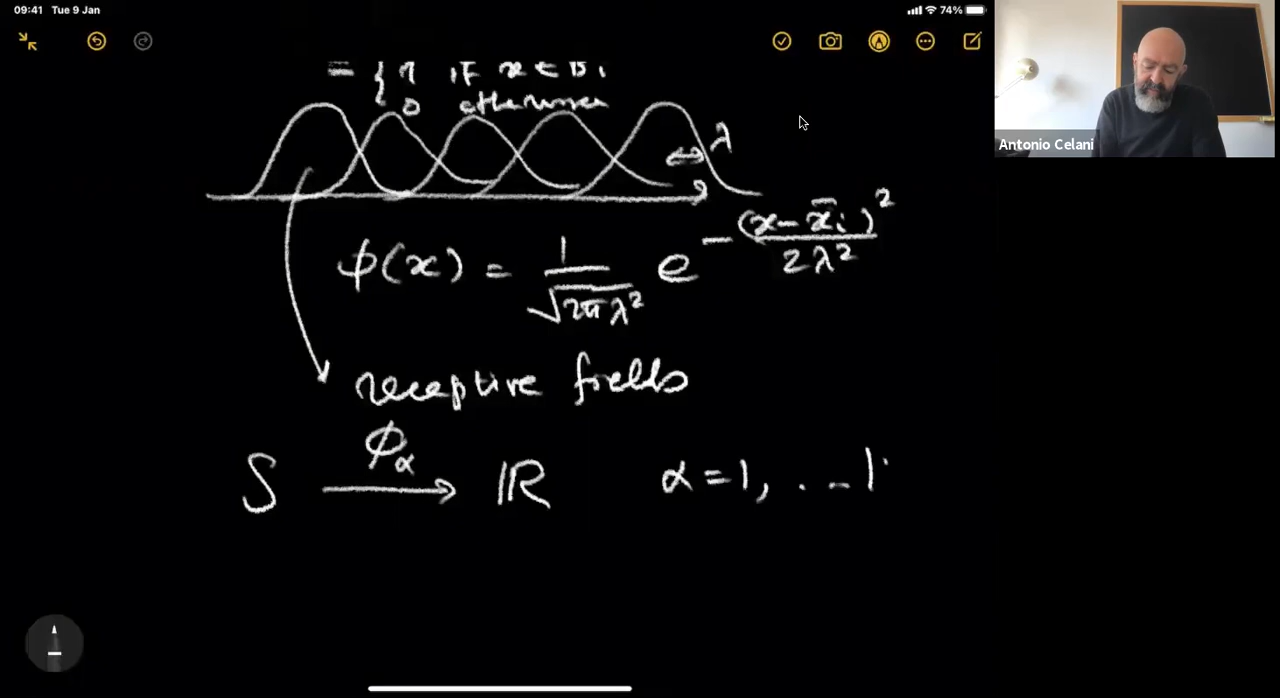 09:41 Tue 9 Jan
74%
= { 1 if x ∈ B i
0 otherwise
λ
ϕ(x) = 1/√(2πλ²) e^(-(x-x̄i)²/(2λ²))
receptive fields
S —ϕα→ ℝ α=1, ...
Antonio Celani